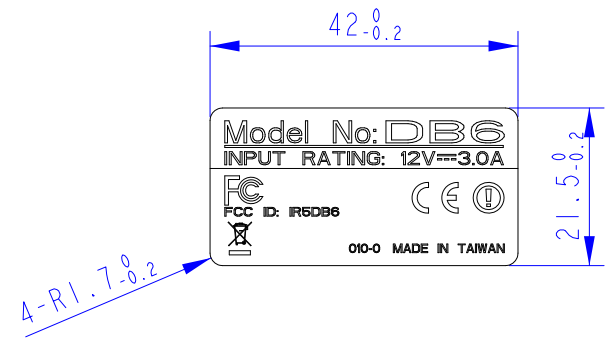 42 0 -0.2
Model No: DB6
INPUT RATING: 12V⎓3.0A
FC CE
FCC ID: IR5DB6
010-0 MADE IN TAIWAN
21.5 0 -0.2
4-R1.7 0 -0.2